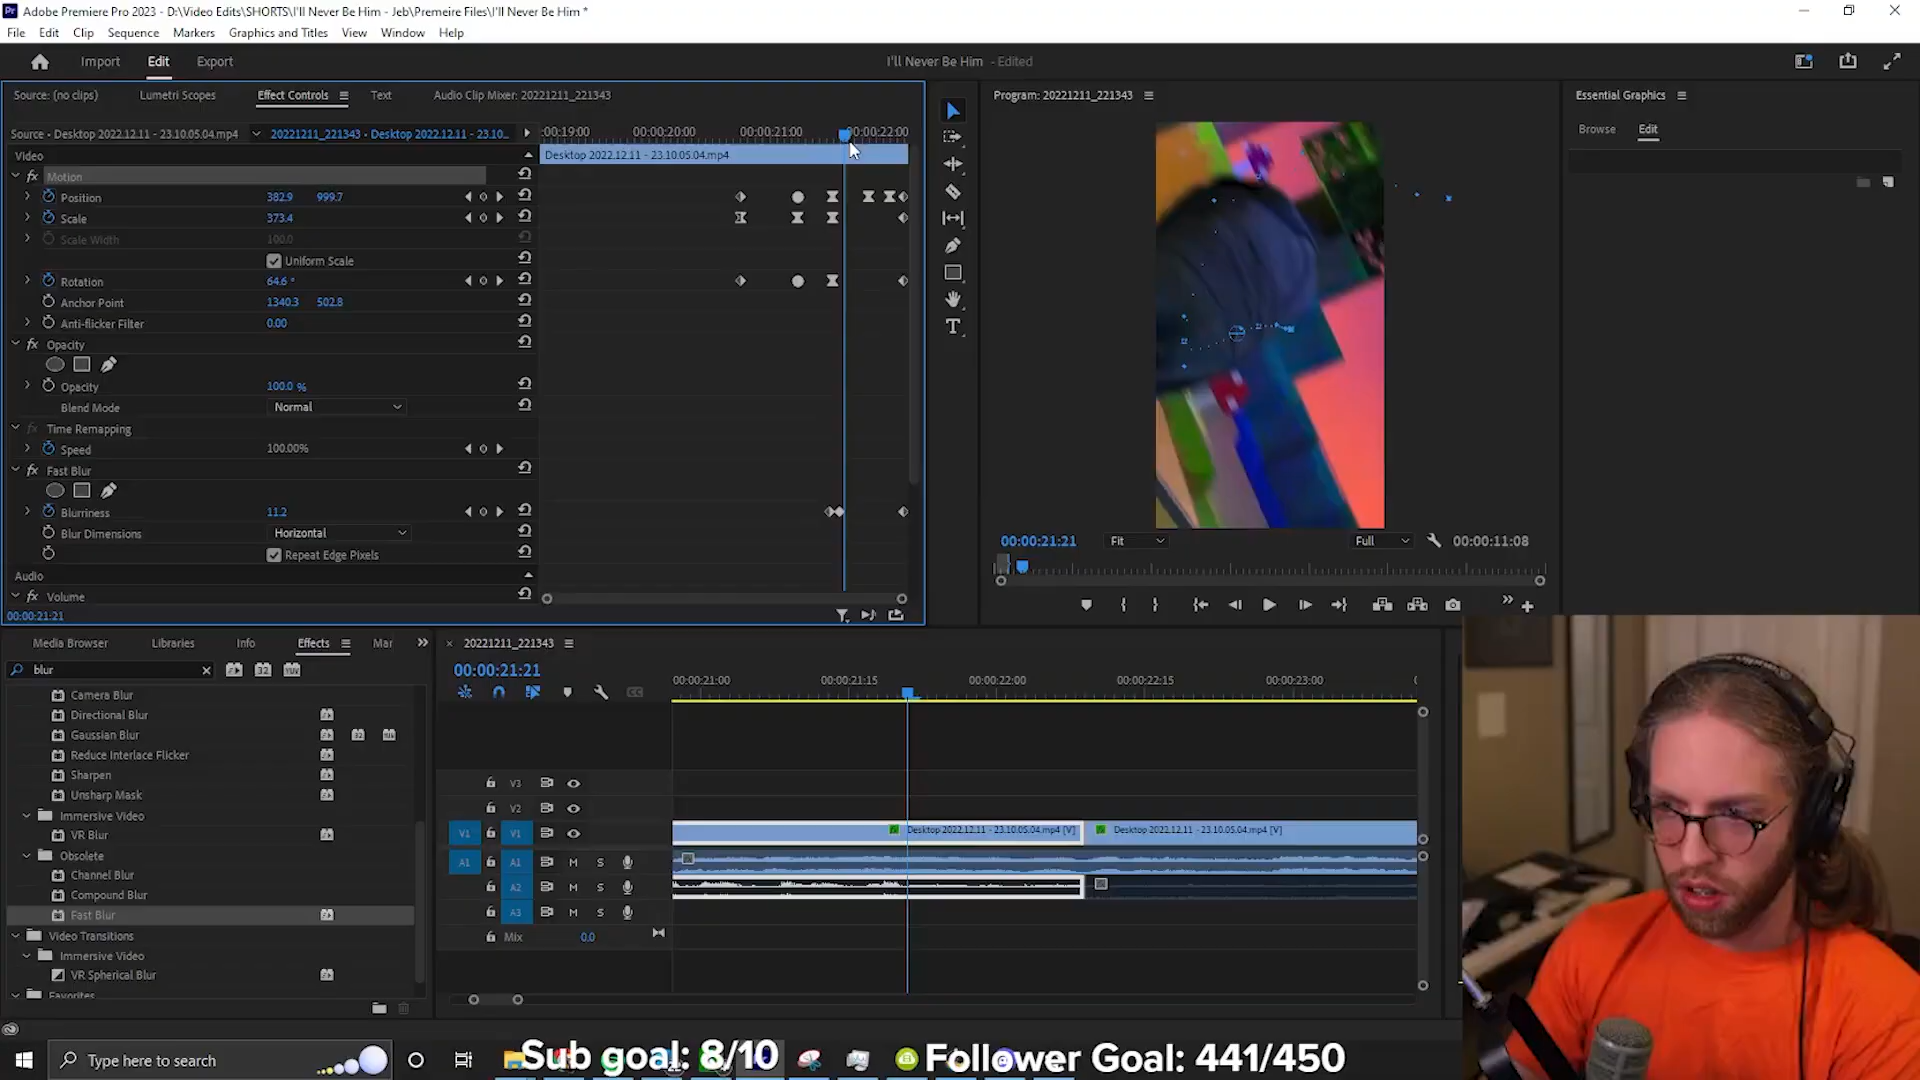 Adobe Premiere Pro 2023 - D:\Video Edits\SHORTS\I'll Never Be Him - Jeb\Premeire Files\I'll Never Be Him *
File Edit Clip Sequence Markers Graphics and Titles View Window Help
Import Edit Export
I'll Never Be Him - Edited
Source: (no clips) Lumetri Scopes Effect Controls Text Audio Clip Mixer: 20221211_221343
Source • Desktop 2022.12.11 - 23.10.05.04.mp4
20221211_221343 • Desktop 2022.12.11 - 23.10...
:00:19:00 00:00:20:00 00:00:21:00 00:00:22:00
Video
Desktop 2022.12.11 - 23.10.05.04.mp4
fx Motion
Position 382.9 999.7
Scale 373.4
Scale Width 100.0
Uniform Scale
Rotation 64.6 °
Anchor Point 1340.3 502.8
Anti-flicker Filter 0.00
fx Opacity
Opacity 100.0 %
Blend Mode Normal
fx Time Remapping
Speed 100.00%
fx Fast Blur
Blurriness 11.2
Blur Dimensions Horizontal
Repeat Edge Pixels
Audio
fx Volume
00:00:21:21
Program: 20221211_221343
00:00:21:21 Fit Full 00:00:11:08
Essential Graphics
Browse Edit
Media Browser Libraries Info Effects Mar
blur
32
Camera Blur
Directional Blur
Gaussian Blur
Reduce Interlace Flicker
Sharpen
Unsharp Mask
Immersive Video
VR Blur
Obsolete
Channel Blur
Compound Blur
Fast Blur
Video Transitions
Immersive Video
VR Spherical Blur
Favorites
20221211_221343
00:00:21:21
00:00:21:00 00:00:21:15 00:00:22:00 00:00:22:15 00:00:23:00
V3
V2
V1 V1
Desktop 2022.12.11 - 23.10.05.04.mp4 [V] Desktop 2022.12.11 - 23.10.05.04.mp4 [V]
A1 A1 M S
A2 M S
A3 M S
Mix 0.0
Type here to search
Sub goal: 8/10
Follower Goal: 441/450